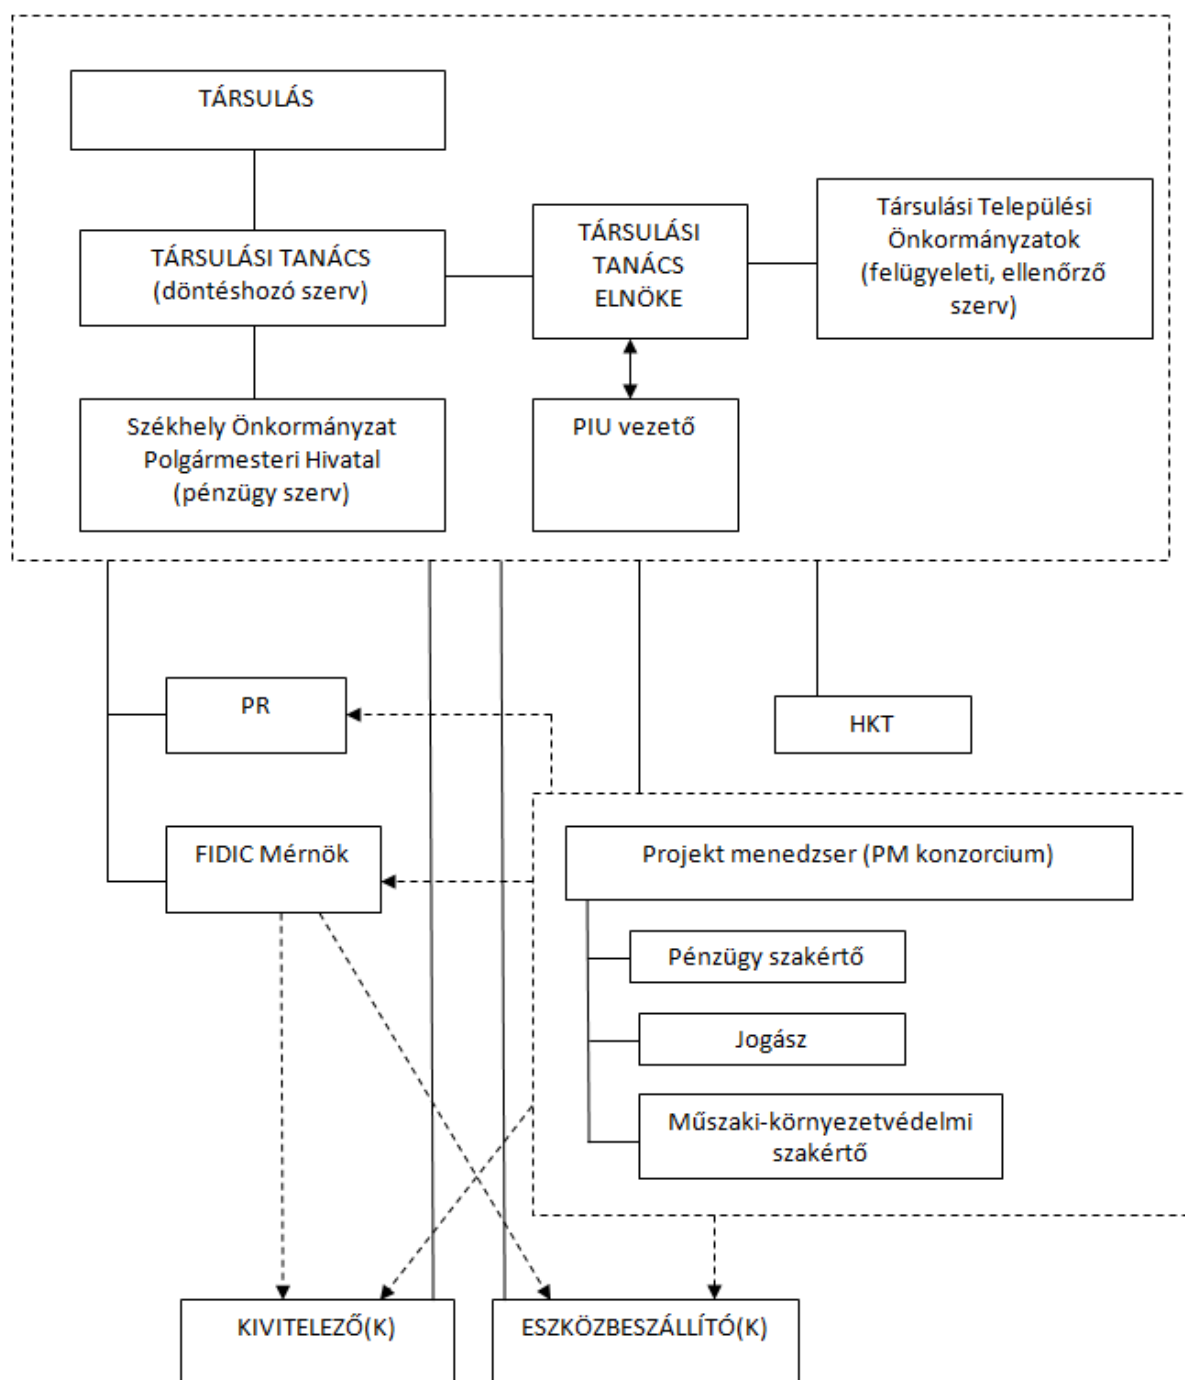 TÁRSULÁS
TÁRSULÁSI TANÁCS
(döntéshozó szerv)
TÁRSULÁSI
TANÁCS
ELNÖKE
Társulási Települési
Önkormányzatok
(felügyeleti, ellenőrző
szerv)
Székhely Önkormányzat
Polgármesteri Hivatal
(pénzügy szerv)
PIU vezető
PR
HKT
FIDIC Mérnök
Projekt menedzser (PM konzorcium)
Pénzügy szakértő
Jogász
Műszaki-környezetvédelmi
szakértő
KIVITELEZŐ(K)
ESZKÖZBESZÁLLÍTÓ(K)